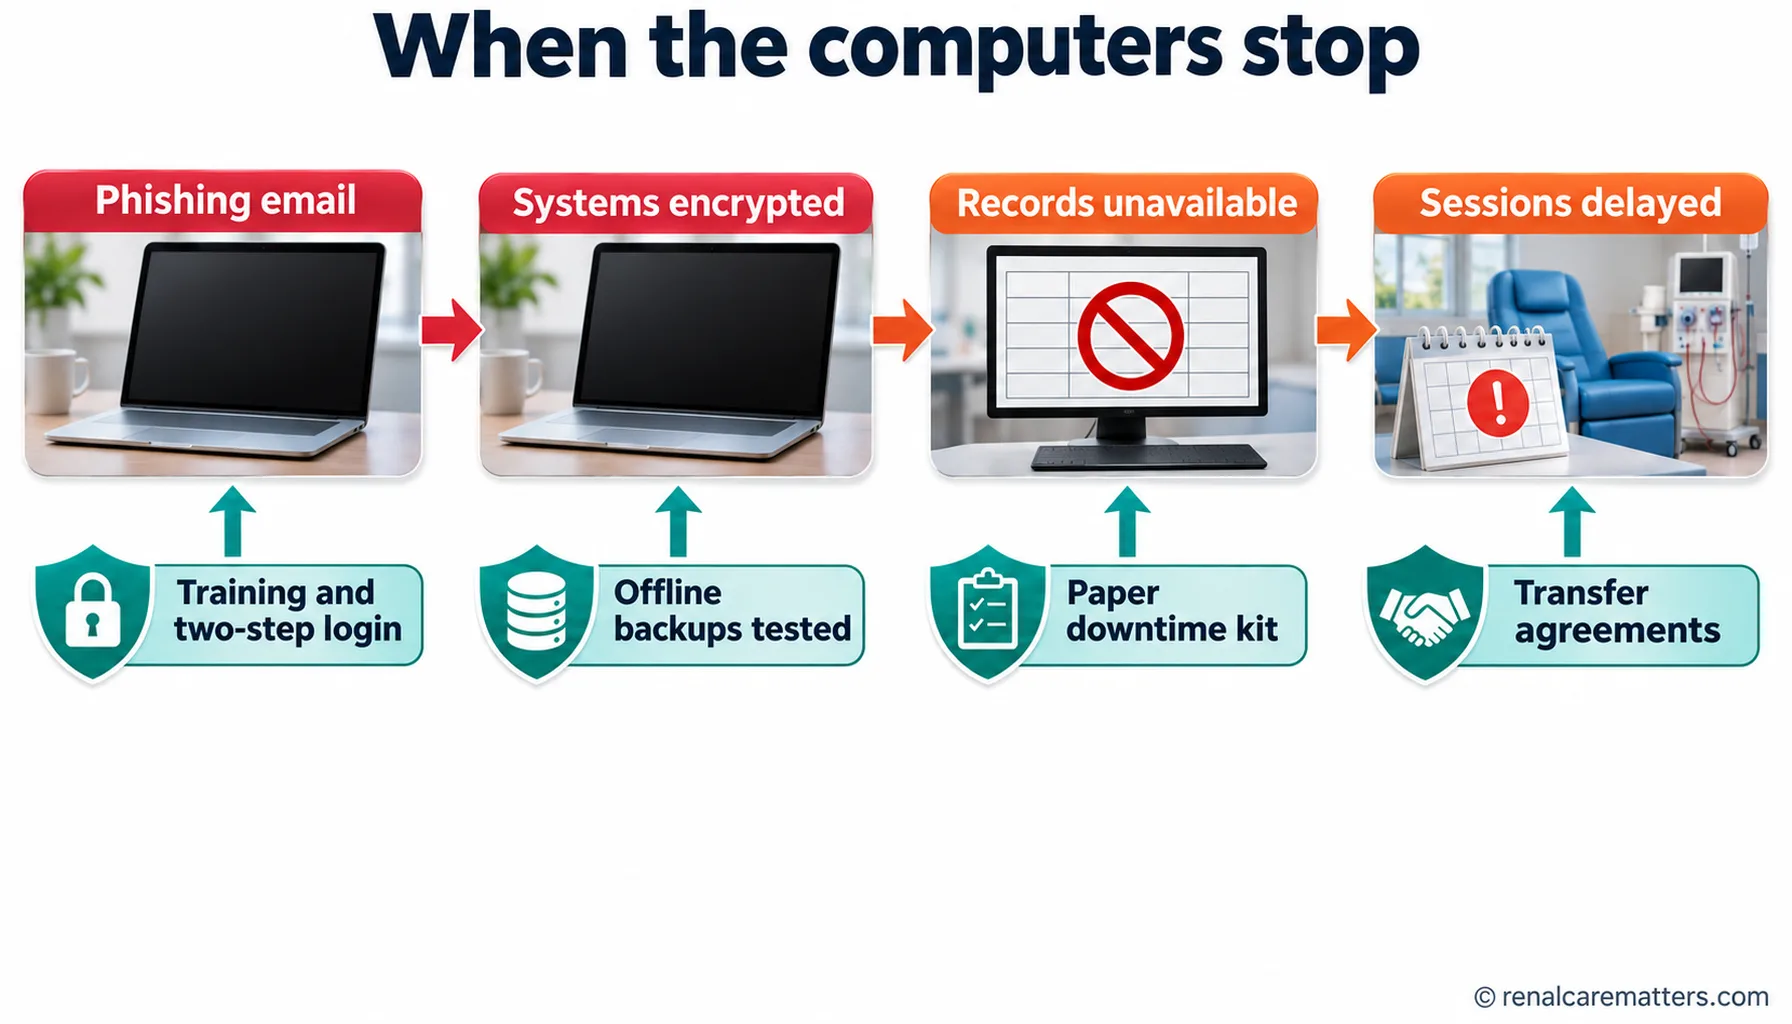 When the computers stop
Phishing email
Systems encrypted
Records unavailable
Sessions delayed
Training and
two-step login
Offline
backups tested
Paper
downtime kit
Transfer
agreements
© renalcarematters.com